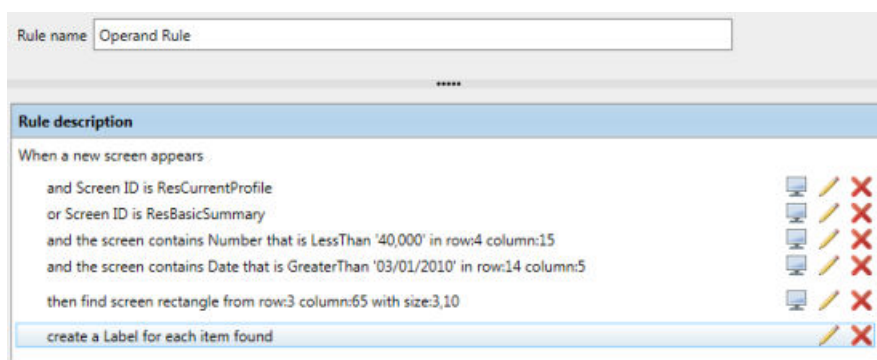 Rule name Operand Rule
Rule description
When a new screen appears
and Screen ID is ResCurrentProfile
or Screen ID is ResBasicSummary
and the screen contains Number that is LessThan '40,000' in row:4 column:15
and the screen contains Date that is GreaterThan '03/01/2010' in row:14 column:5
then find screen rectangle from row:3 column:65 with size:3,10
create a Label for each item found